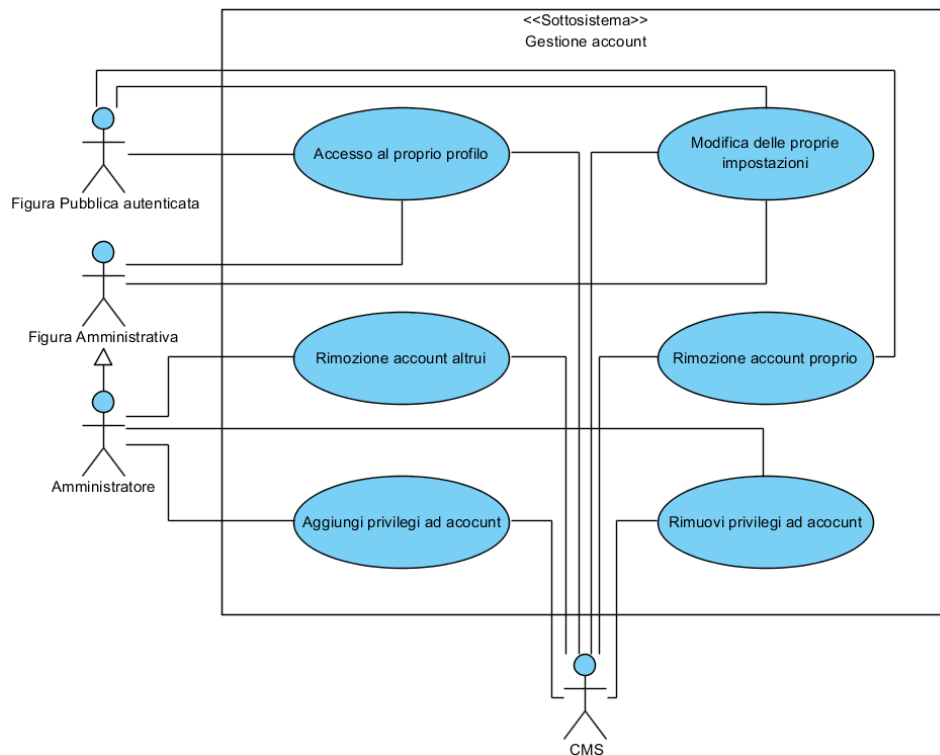 <<Sottosistema>>
Gestione account
Accesso al proprio profilo
Modifica delle proprie
impostazioni
Figura Pubblica autenticata
Figura Amministrativa
Rimozione account altrui
Rimozione account proprio
Amministratore
Aggiungi privilegi ad acocunt
Rimuovi privilegi ad acocunt
CMS